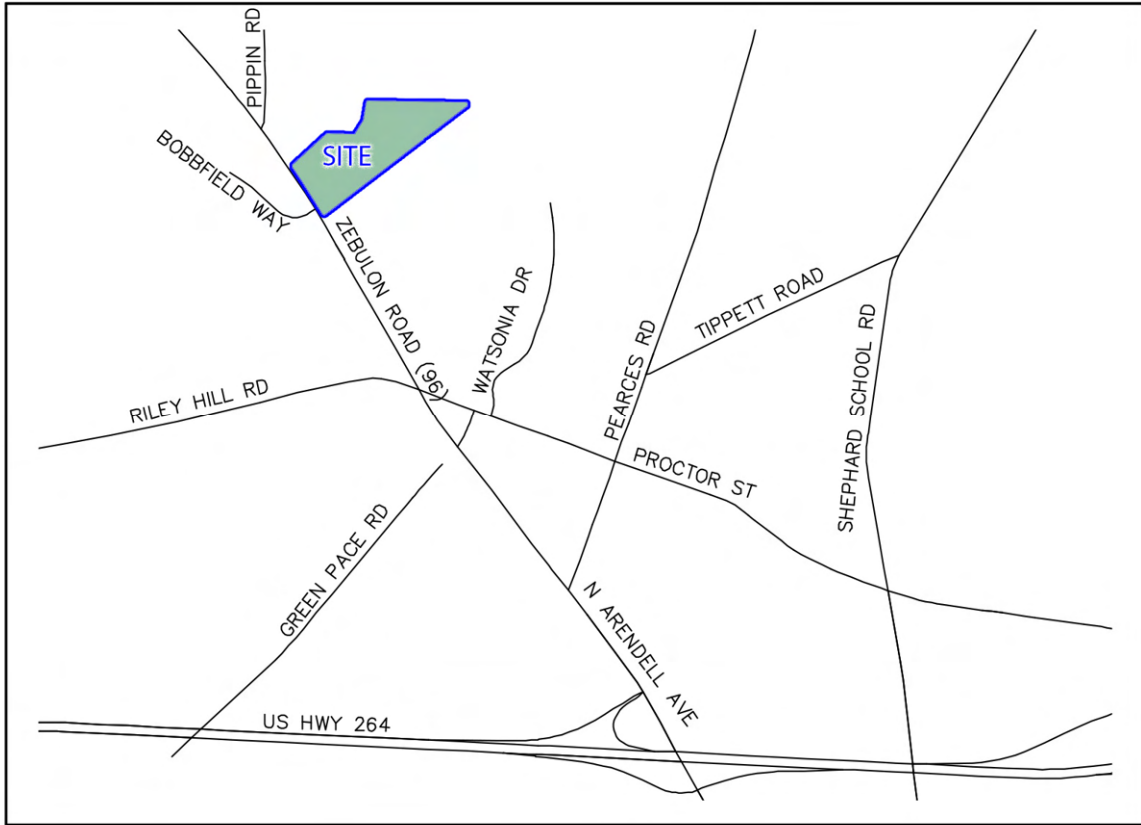 PIPPIN RD
BOBBFIELD WAY
SITE
ZEBULON ROAD (96)
WATSONIA DR
TIPPETT ROAD
PEARCES RD
SHEPHARD SCHOOL RD
RILEY HILL RD
PROCTOR ST
GREEN PACE RD
N ARENDELL AVE
US HWY 264